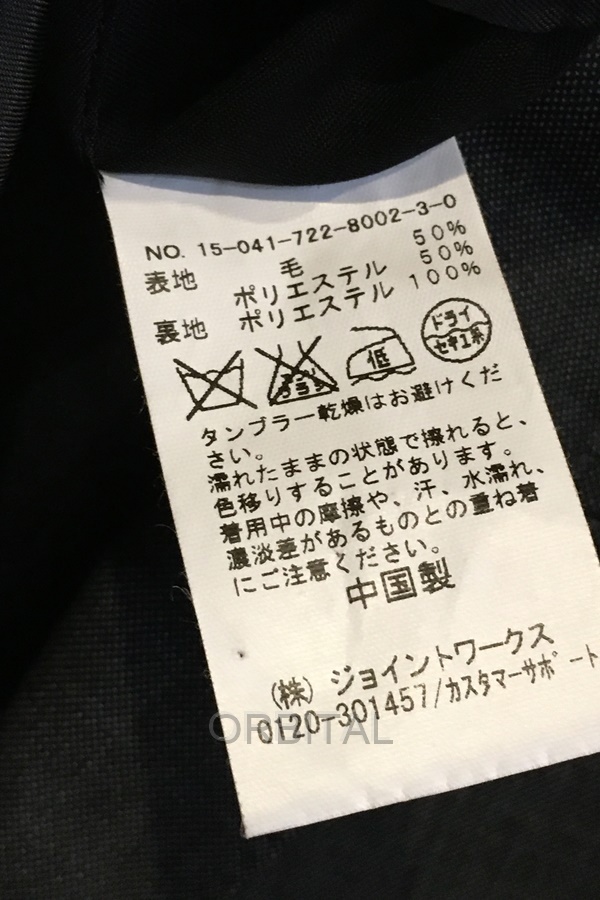 NO. 15-041-722-8002-3-0
表地 毛 50%
ポリエステル 50%
裏地 ポリエステル 100%
エンソ サラシ 低 ドライ セキユ系
タンブラー乾燥はお避けくだ
さい。
濡れたままの状態で擦れると、
色移りすることがあります。
着用中の摩擦や、汗、水濡れ、
濃淡差があるものとの重ね着
にご注意ください。
中国製
(株) ジョイントワークス
0120-301457/カスタマーサポート
ORBITAL